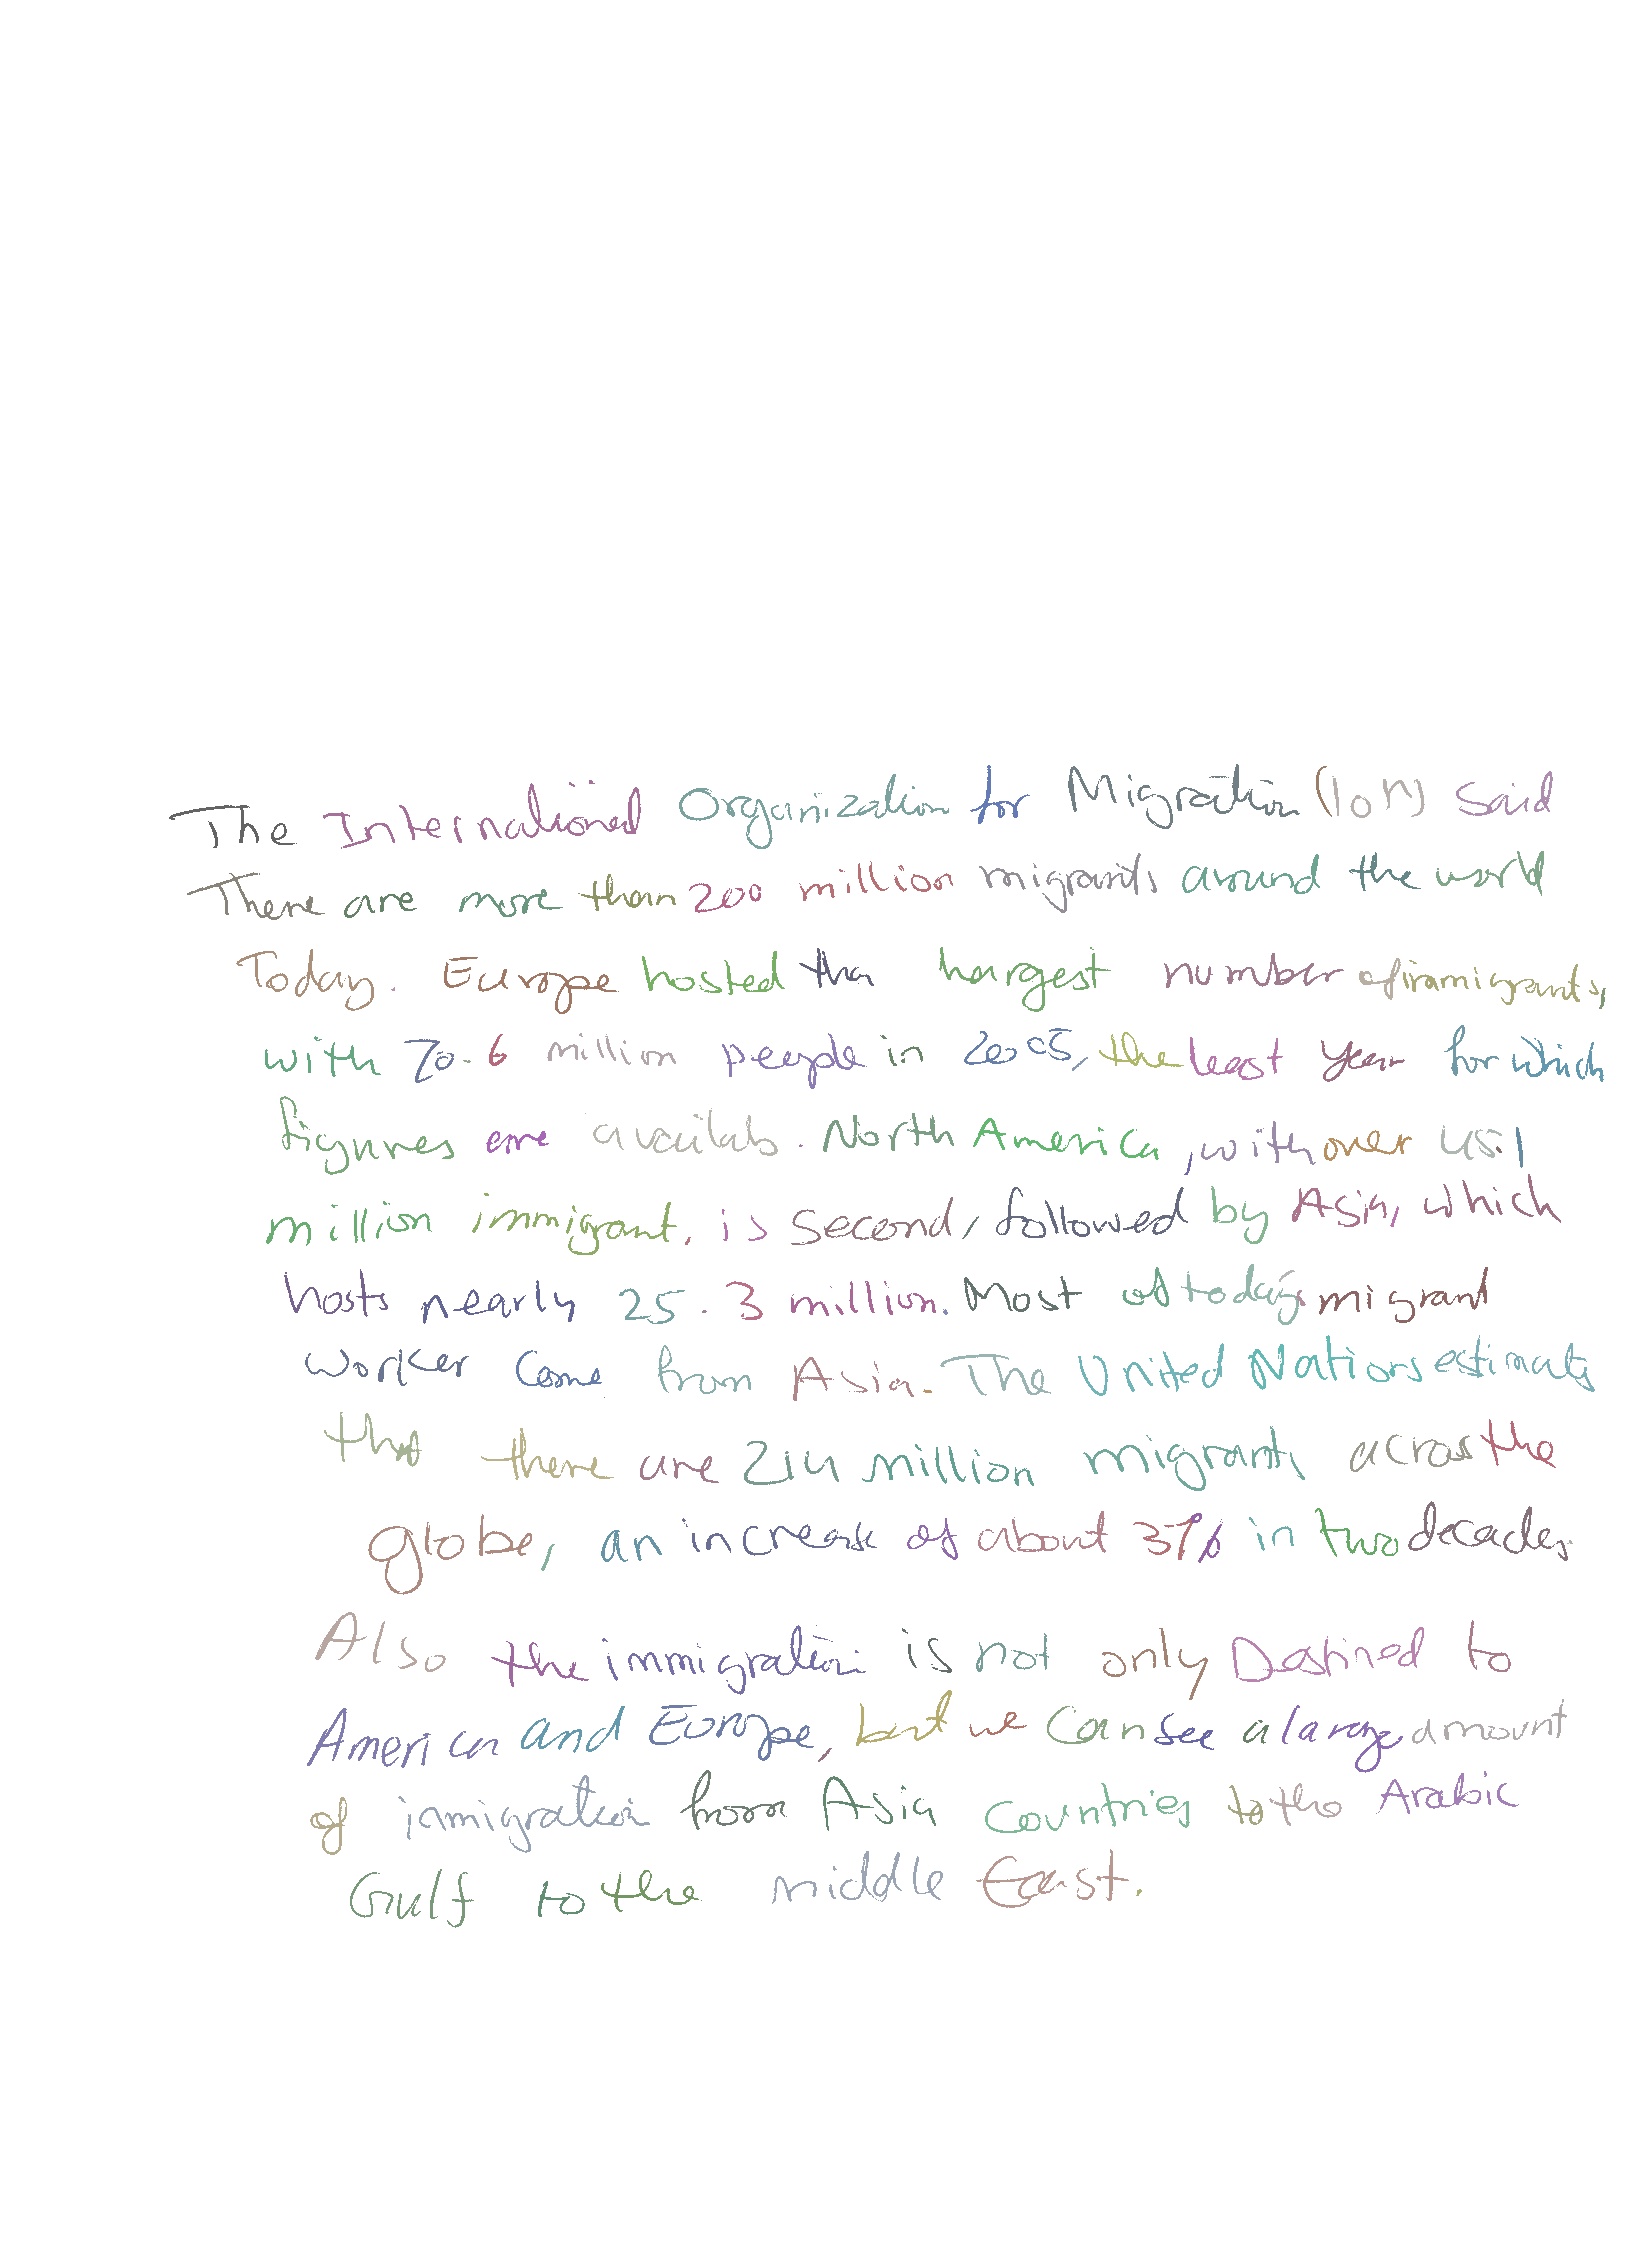 The International Organization for Migration (IOM) said
There are more than 200 million migrants around the world
Today. Europe hosted the hargest number of immigrants,
with 70.6 million people in 2005, the least year for which
figures are availab. North America, with over 45.1
million immigrant, is second, followed by Asia, which
hosts nearly 25.3 million. Most of today's migrant
worker come from Asia. The United Nations estimats
that there are 214 million migrants across the
globe, an increase of about 37% in two decades
Also the immigration is not only Destined to
America and Europe, but we can see a large amount
of immigration from Asia countries to the Arabic
Gulf to the middle East.